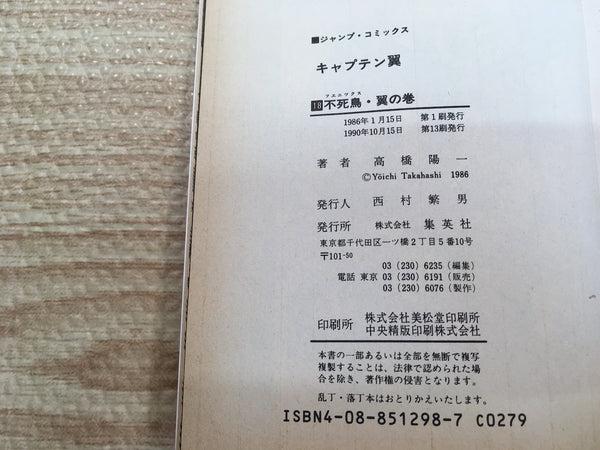 ■ジャンプ・コミックス
キャプテン翼
フエニックス
18不死鳥・翼の巻
1986年1月15日 第1刷発行
1990年10月15日 第13刷発行
著者 高橋陽一
©Yōichi Takahashi 1986
発行人 西村繁男
発行所 株式会社 集英社
東京都千代田区一ツ橋2丁目5番10号
〒101-50
03 (230) 6235 (編集)
電話 東京 03 (230) 6191 (販売)
03 (230) 6076 (製作)
印刷所 株式会社美松堂印刷所
中央精版印刷株式会社
本書の一部あるいは全部を無断で複写
複製することは、法律で認められた場
合を除き、著作権の侵害となります。
乱丁・落丁本はおとりかえいたします。
ISBN4-08-851298-7 C0279